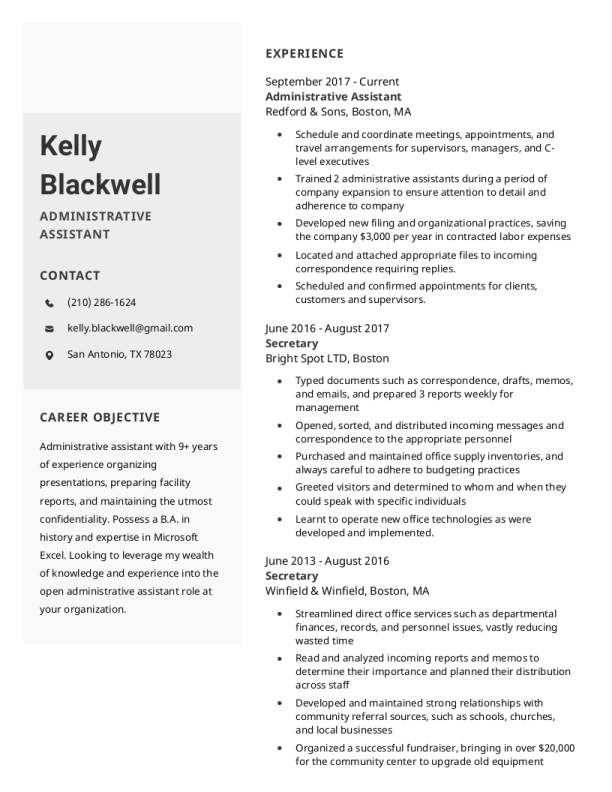 Kelly
Blackwell
ADMINISTRATIVE
ASSISTANT
CONTACT
(210) 286-1624
kelly.blackwell@gmail.com
San Antonio, TX 78023
CAREER OBJECTIVE
Administrative assistant with 9+ years
of experience organizing
presentations, preparing facility
reports, and maintaining the utmost
confidentiality. Possess a B.A. in
history and expertise in Microsoft
Excel. Looking to leverage my wealth
of knowledge and experience into the
open administrative assistant role at
your organization.
EXPERIENCE
September 2017 - Current
Administrative Assistant
Redford & Sons, Boston, MA
• Schedule and coordinate meetings, appointments, and
travel arrangements for supervisors, managers, and C-
level executives
• Trained 2 administrative assistants during a period of
company expansion to ensure attention to detail and
adherence to company
• Developed new filing and organizational practices, saving
the company $3,000 per year in contracted labor expenses
• Located and attached appropriate files to incoming
correspondence requiring replies.
• Scheduled and confirmed appointments for clients,
customers and supervisors.
June 2016 - August 2017
Secretary
Bright Spot LTD, Boston
• Typed documents such as correspondence, drafts, memos,
and emails, and prepared 3 reports weekly for
management
• Opened, sorted, and distributed incoming messages and
correspondence to the appropriate personnel
• Purchased and maintained office supply inventories, and
always careful to adhere to budgeting practices
• Greeted visitors and determined to whom and when they
could speak with specific individuals
• Learnt to operate new office technologies as were
developed and implemented.
June 2013 - August 2016
Secretary
Winfield & Winfield, Boston, MA
• Streamlined direct office services such as departmental
finances, records, and personnel issues, vastly reducing
wasted time
• Read and analyzed incoming reports and memos to
determine their importance and planned their distribution
across staff
• Developed and maintained strong relationships with
community referral sources, such as schools, churches,
and local businesses
• Organized a successful fundraiser, bringing in over $20,000
for the community center to upgrade old equipment